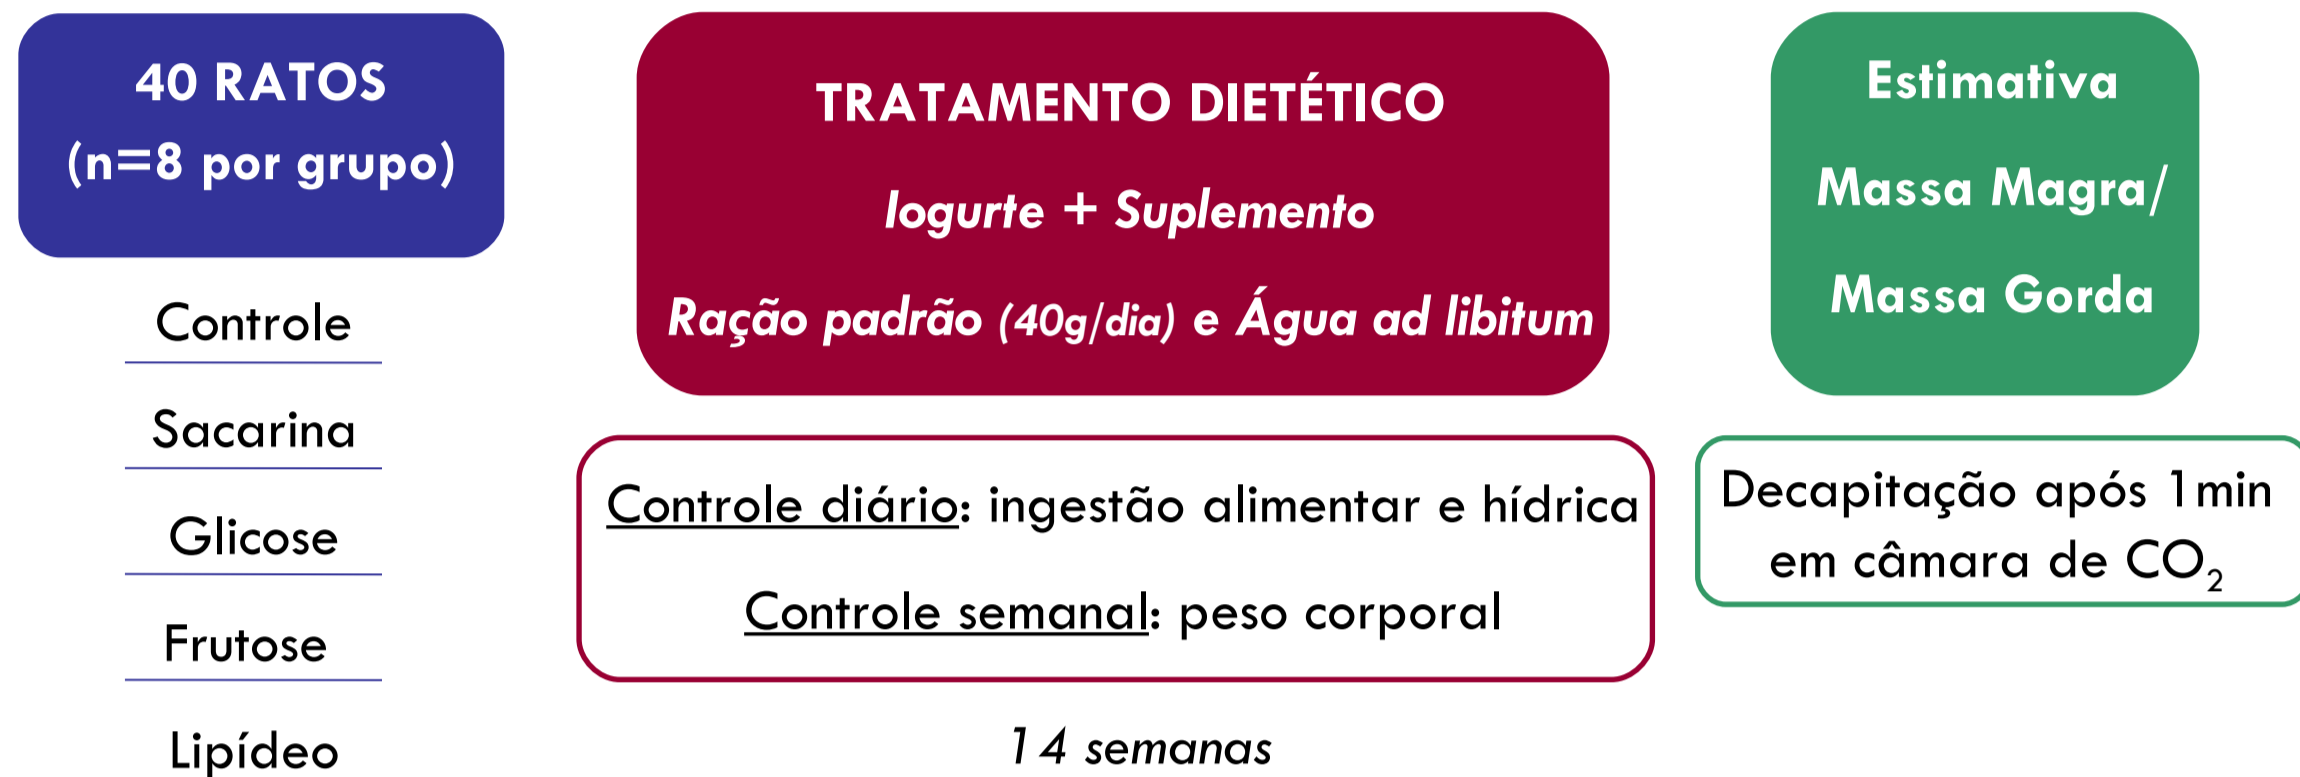 40 RATOS
(n=8 por grupo)
Controle
Sacarina
Glicose
Frutose
Lipídeo
TRATAMENTO DIETÉTICO
Iogurte + Suplemento
Ração padrão (40g/dia) e Água ad libitum
Controle diário: ingestão alimentar e hídrica
Controle semanal: peso corporal
14 semanas
Estimativa
Massa Magra/
Massa Gorda
Decapitação após 1min
em câmara de CO₂